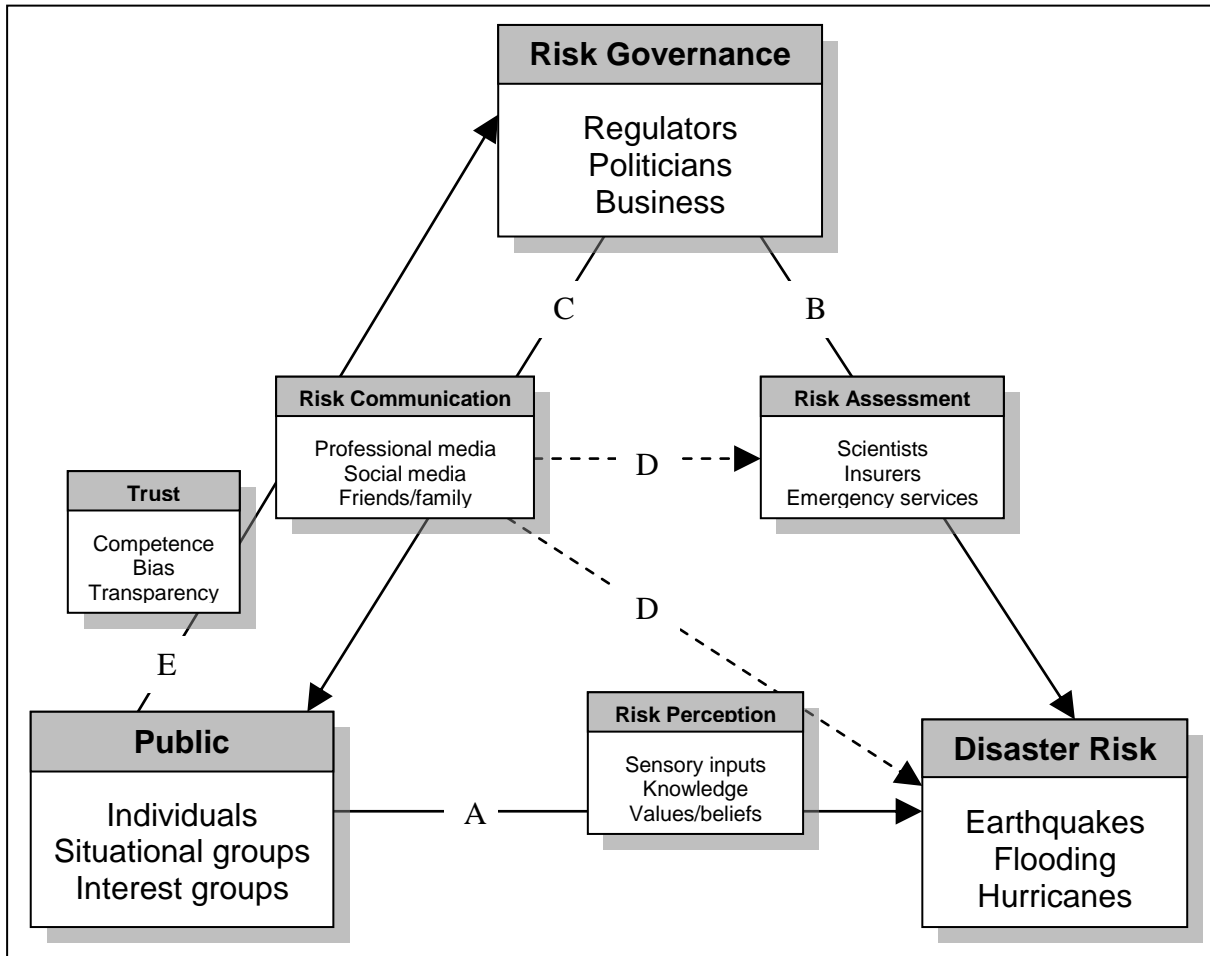 Risk Governance
Regulators
Politicians
Business
C
B
Risk Communication
Professional media
Social media
Friends/family
D
Risk Assessment
Scientists
Insurers
Emergency services
Trust
Competence
Bias
Transparency
D
E
Public
Individuals
Situational groups
Interest groups
A
Risk Perception
Sensory inputs
Knowledge
Values/beliefs
Disaster Risk
Earthquakes
Flooding
Hurricanes